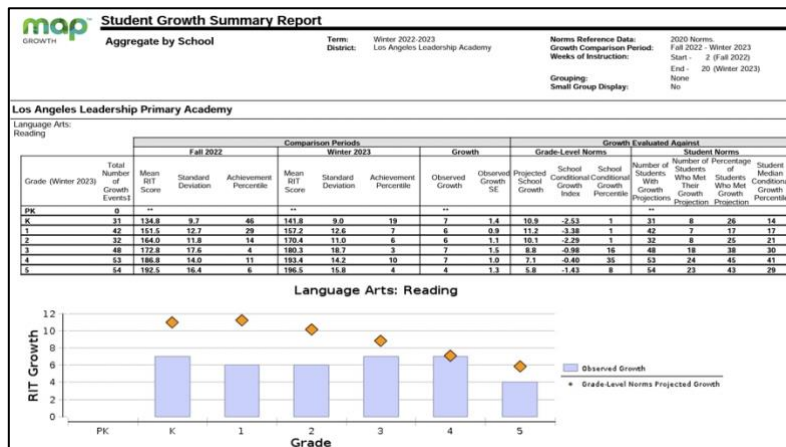 map
GROWTH
Student Growth Summary Report
Aggregate by School
Term: Winter 2022-2023
District: Los Angeles Leadership Academy
Norms Reference Data: 2020 Norms.
Growth Comparison Period: Fall 2022 - Winter 2023
Weeks of Instruction: Start - 2 (Fall 2022)
End - 20 (Winter 2023)
Grouping: None
Small Group Display: No
Los Angeles Leadership Primary Academy
Language Arts:
Reading
Comparison Periods Growth Evaluated Against
Fall 2022 Winter 2023 Growth Grade-Level Norms Student Norms
Grade (Winter 2023) Total Number of Growth Events‡ Mean RIT Score Standard Deviation Achievement Percentile Mean RIT Score Standard Deviation Achievement Percentile Observed Growth Observed Growth SE Projected School Growth School Conditional Growth Index School Conditional Growth Percentile Number of Students With Growth Projections Number of Students Who Met Their Growth Projection Percentage of Students Who Met Growth Projection Student Median Conditional Growth Percentile
PK 0 ** ** ** **
K 31 134.8 9.7 46 141.8 9.0 19 7 1.4 10.9 -2.53 1 31 8 26 14
1 42 151.5 12.7 29 157.2 12.6 7 6 0.9 11.2 -3.38 1 42 7 17 17
2 32 164.0 11.8 14 170.4 11.0 6 6 1.1 10.1 -2.29 1 32 8 25 21
3 48 172.8 17.6 4 180.3 18.7 3 7 1.5 8.8 -0.98 16 48 18 38 30
4 53 186.8 14.0 11 193.4 14.2 10 7 1.0 7.1 -0.40 35 53 24 45 41
5 54 192.5 16.4 6 196.5 15.8 4 4 1.3 5.8 -1.43 8 54 23 43 29
Language Arts: Reading
RIT Growth
12
10
8
6
4
2
0
PK K 1 2 3 4 5
Grade
Observed Growth
Grade-Level Norms Projected Growth